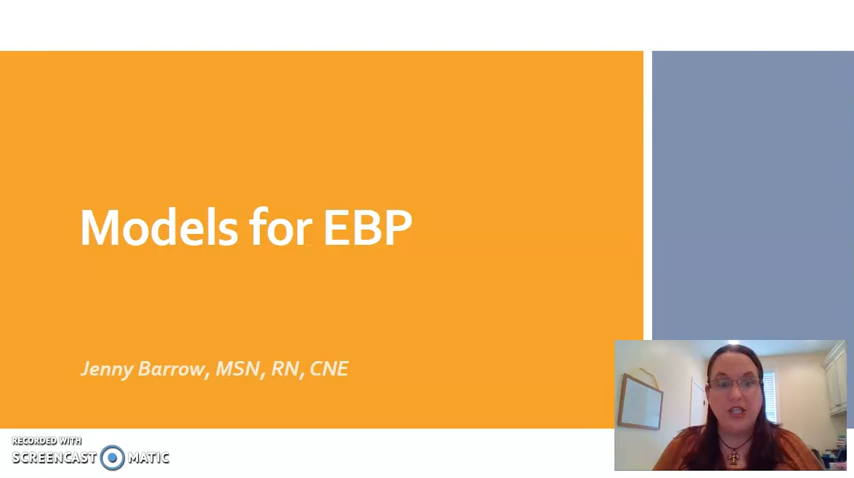 Models for EBP
Jenny Barrow, MSN, RN, CNE
RECORDED WITH
SCREENCAST MATIC